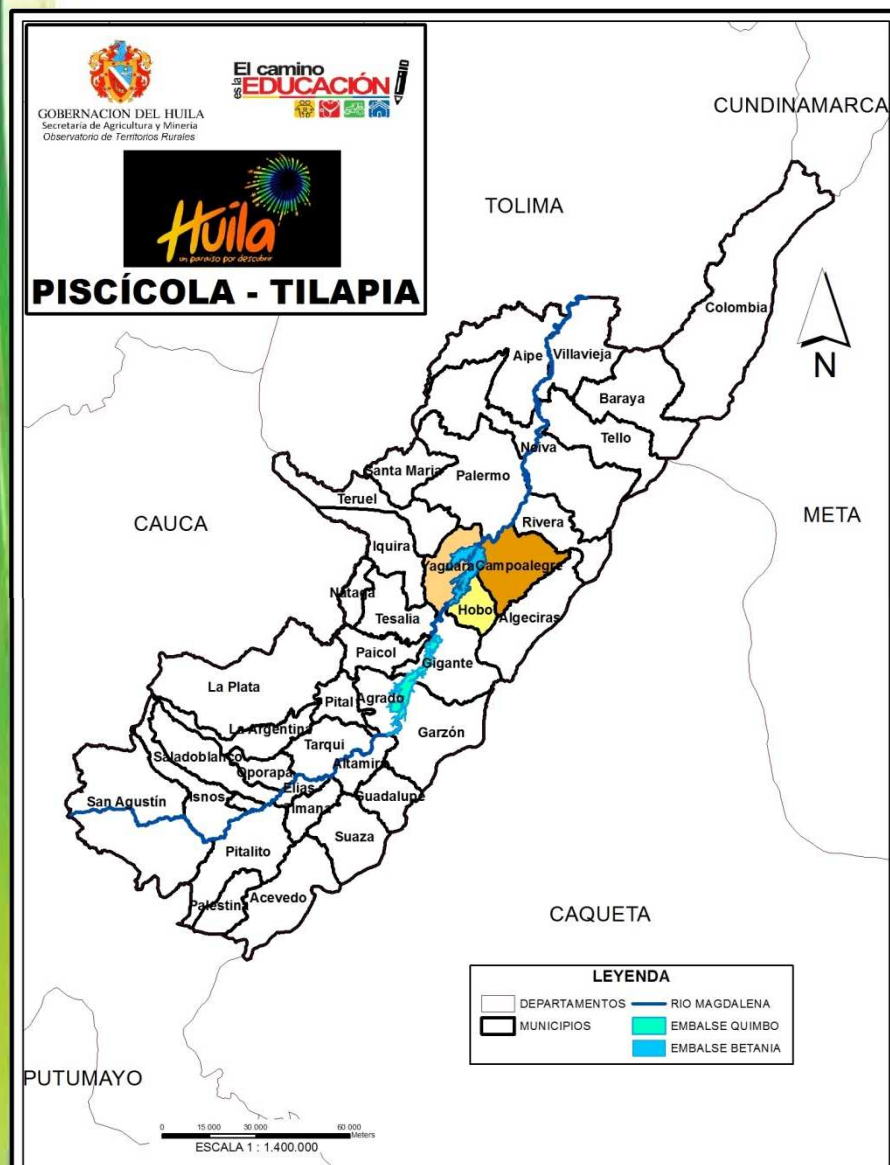 GOBERNACION DEL HUILA
Secretaría de Agricultura y Minería
Observatorio de Territorios Rurales
El camino
es la EDUCACIÓN
Huila
un paraíso por descubrir
PISCÍCOLA - TILAPIA
CUNDINAMARCA
TOLIMA
Colombia
N
Aipe
Villavieja
Baraya
Tello
Neiva
Santa Maria
Palermo
Teruel
META
CAUCA
Rivera
Iquira
Yaguara
Campoalegre
Nátaga
Hobo
Tesalia
Algeciras
Paicol
Gigante
La Plata
Pital
Agrado
Garzón
La Argentina
Tarqui
Saladoblanco
Altamira
Oporapa
Elías
Guadalupe
San Agustín
Isnos
Timana
Suaza
Pitalito
Palestina
Acevedo
CAQUETA
LEYENDA
DEPARTAMENTOS
RIO MAGDALENA
MUNICIPIOS
EMBALSE QUIMBO
EMBALSE BETANIA
PUTUMAYO
0 15.000 30.000 60.000
Meters
ESCALA 1 : 1.400.000